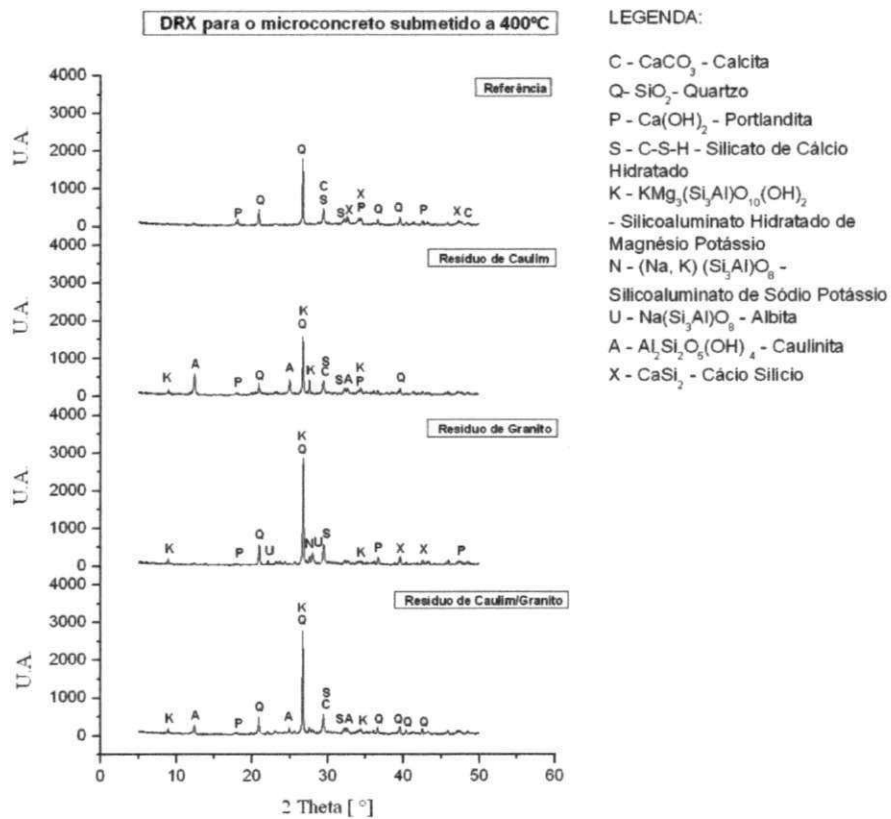 DRX para o microconcreto submetido a 400ºC
LEGENDA:
C - CaCO₃ - Calcita
Q- SiO₂- Quartzo
P - Ca(OH)₂ - Portlandita
S - C-S-H - Silicato de Cálcio
Hidratado
K - KMg₃(Si₃Al)O₁₀(OH)₂
- Silicoaluminato Hidratado de
Magnésio Potássio
N - (Na, K) (Si₃Al)O₈ -
Silicoaluminato de Sódio Potássio
U - Na(Si₃Al)O₈ - Albita
A - Al₂Si₂O₅(OH)₄ - Caulinita
X - CaSi₂ - Cácio Silício
4000
3000
2000
1000
0
U.A.
Referência
P
Q
Q
C
S
S
X
X
P
Q
Q
P
X
C
4000
3000
2000
1000
0
U.A.
Resíduo de Caulim
K
A
P
Q
A
K
Q
K
S
C
S
A
K
P
Q
4000
3000
2000
1000
0
U.A.
Resíduo de Granito
K
P
Q
U
K
Q
N
U
S
K
P
X
X
P
4000
3000
2000
1000
0
U.A.
Resíduo de Caulim/Granito
K
A
P
Q
A
K
Q
S
C
S
A
K
Q
Q
Q
Q
0 10 20 30 40 50 60
2 Theta [ °]